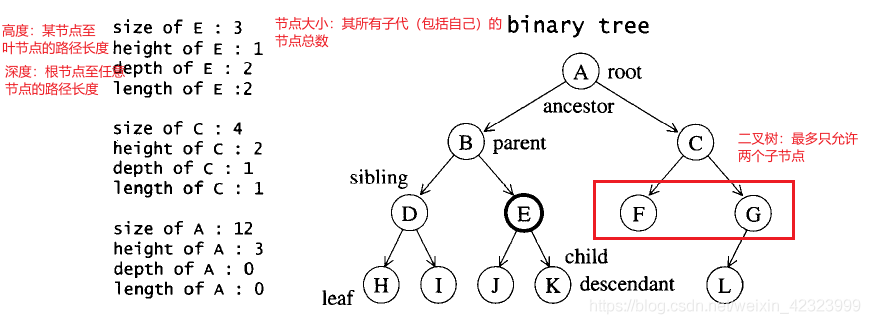 高度：某节点至
叶节点的路径长度
深度：根节点至任意
节点的路径长度
size of E : 3
height of E : 1
depth of E : 2
length of E :2
size of C : 4
height of C : 2
depth of C : 1
length of C : 1
size of A : 12
height of A : 3
depth of A : 0
length of A : 0
节点大小：其所有子代（包括自己）的
节点总数
binary tree
A root
ancestor
B parent
C
二叉树：最多只允许
两个子节点
sibling
D
E
F
G
child
descendant
leaf
H
I
J
K
L
https://blog.csdn.net/weixin_42323999